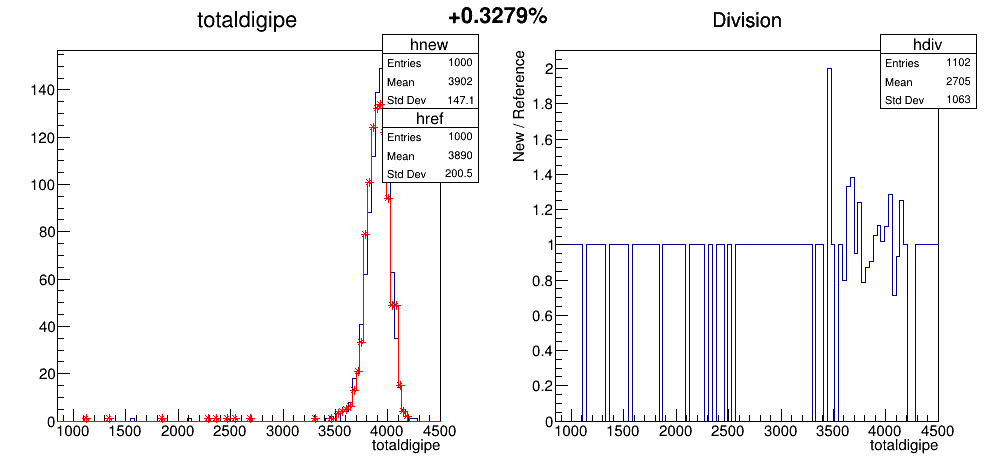 totaldigipe
+0.3279%
Division
hnew
Entries 1000
Mean 3902
Std Dev 147.1
href
Entries 1000
Mean 3890
Std Dev 200.5
140
120
100
80
60
40
20
0
1000 1500 2000 2500 3000 3500 4000 4500
totaldigipe
hdiv
Entries 1102
Mean 2705
Std Dev 1063
New / Reference
2
1.8
1.6
1.4
1.2
1
0.8
0.6
0.4
0.2
0
1000 1500 2000 2500 3000 3500 4000 4500
totaldigipe